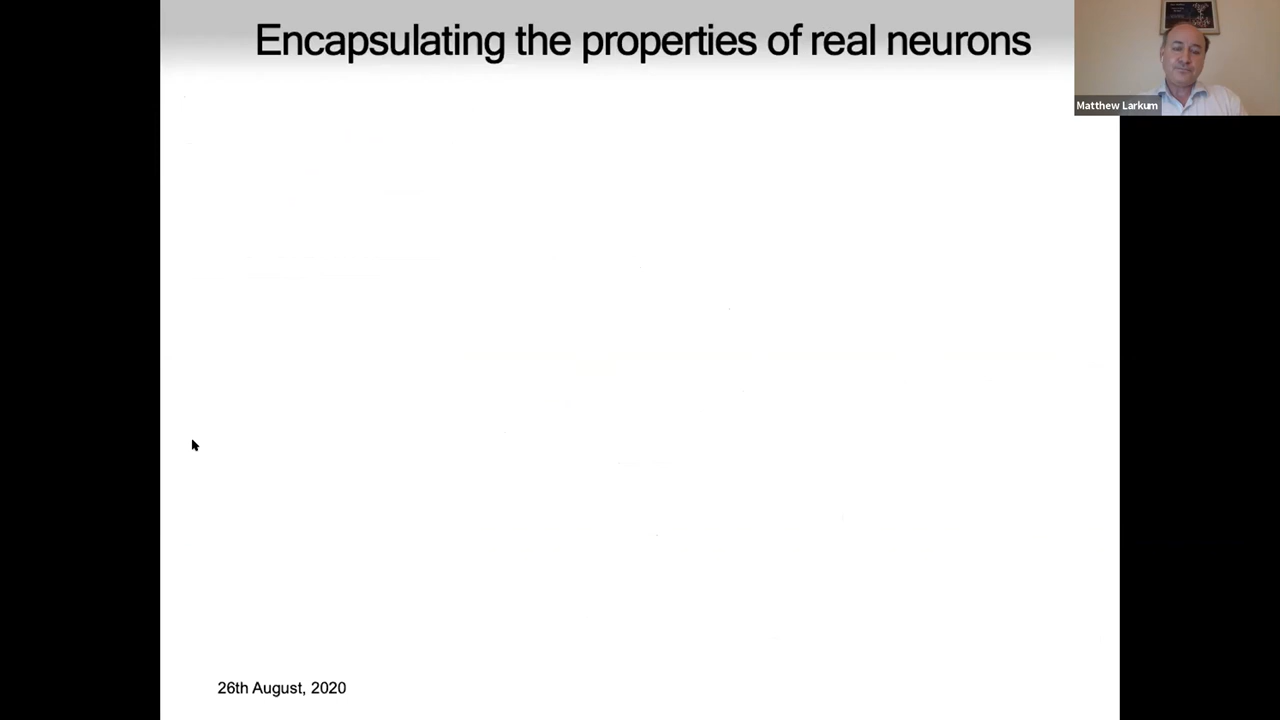 Encapsulating the properties of real neurons
Matthew Larkum
26th August, 2020